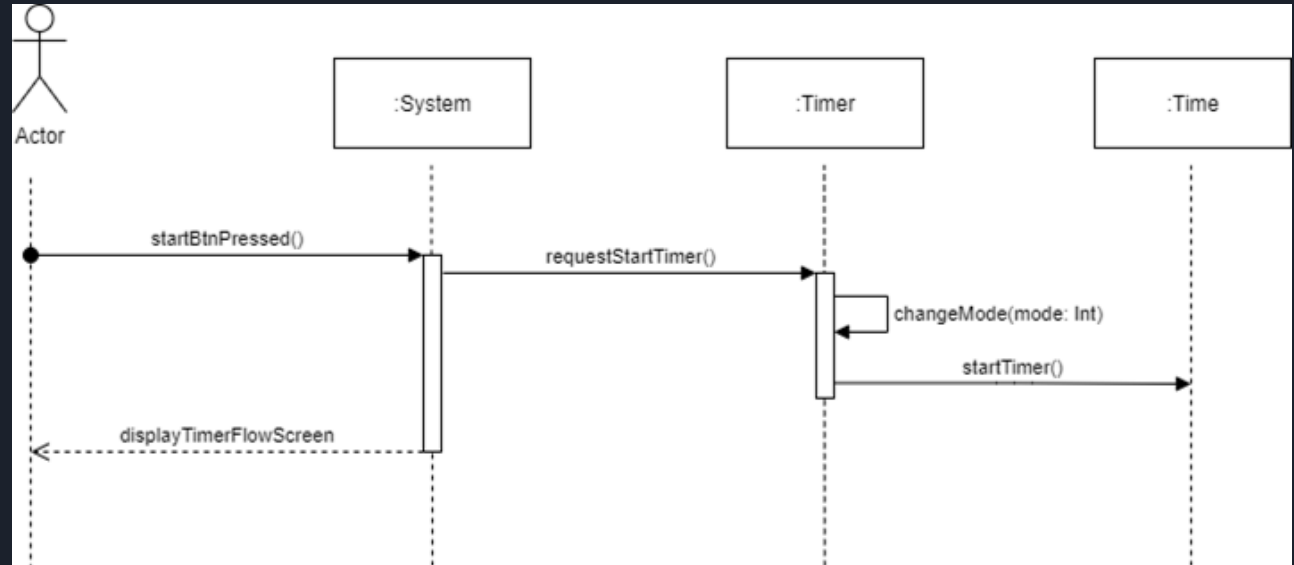 :System
:Timer
:Time
Actor
startBtnPressed()
requestStartTimer()
changeMode(mode: Int)
startTimer()
displayTimerFlowScreen